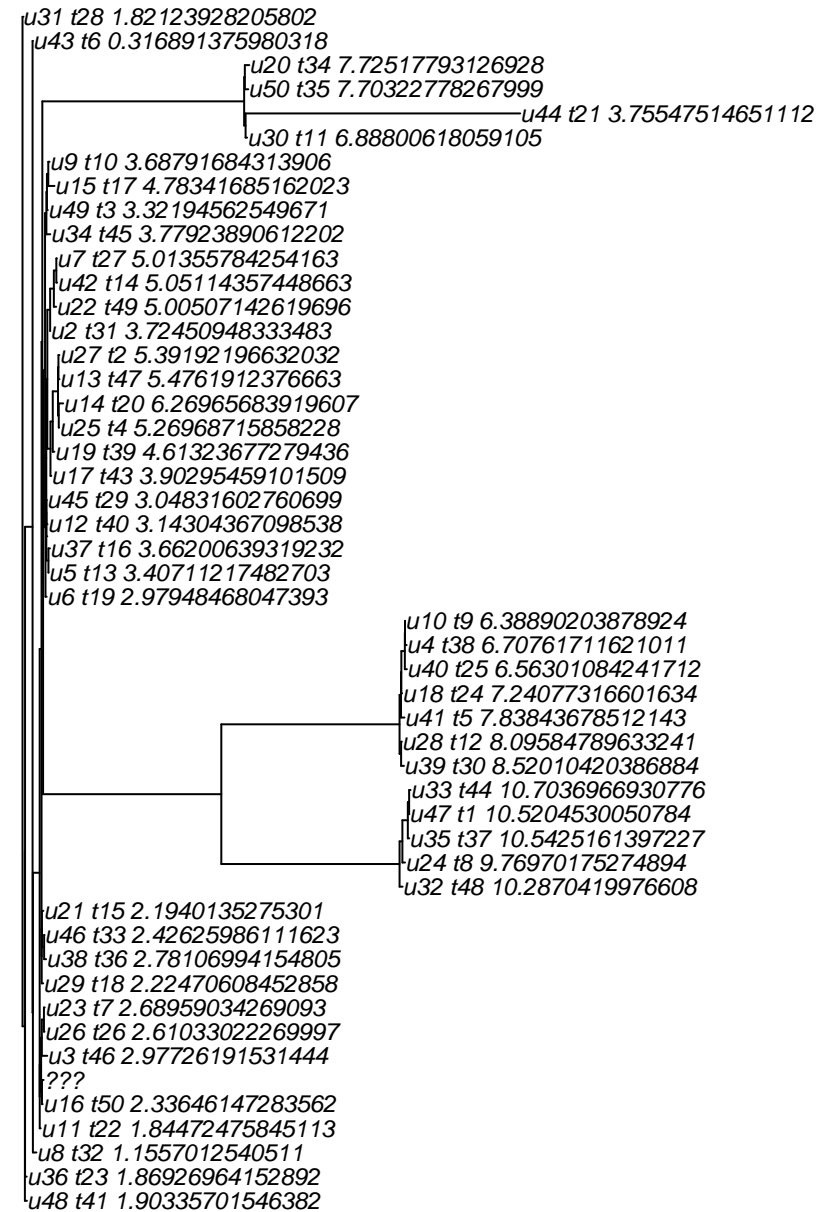 u31 t28 1.82123928205802
u43 t6 0.316891375980318
u20 t34 7.72517793126928
u50 t35 7.70322778267999
u44 t21 3.75547514651112
u30 t11 6.88800618059105
u9 t10 3.68791684313906
u15 t17 4.78341685162023
u49 t3 3.32194562549671
u34 t45 3.77923890612202
u7 t27 5.01355784254163
u42 t14 5.05114357448663
u22 t49 5.00507142619696
u2 t31 3.72450948333483
u27 t2 5.39192196632032
u13 t47 5.4761912376663
u14 t20 6.26965683919607
u25 t4 5.26968715858228
u19 t39 4.61323677279436
u17 t43 3.90295459101509
u45 t29 3.04831602760699
u12 t40 3.14304367098538
u37 t16 3.66200639319232
u5 t13 3.40711217482703
u6 t19 2.97948468047393
u10 t9 6.38890203878924
u4 t38 6.70761711621011
u40 t25 6.56301084241712
u18 t24 7.24077316601634
u41 t5 7.83843678512143
u28 t12 8.09584789633241
u39 t30 8.52010420386884
u33 t44 10.7036966930776
u47 t1 10.5204530050784
u35 t37 10.5425161397227
u24 t8 9.76970175274894
u32 t48 10.2870419976608
u21 t15 2.1940135275301
u46 t33 2.42625986111623
u38 t36 2.78106994154805
u29 t18 2.22470608452858
u23 t7 2.68959034269093
u26 t26 2.61033022269997
u3 t46 2.97726191531444
???
u16 t50 2.33646147283562
u11 t22 1.84472475845113
u8 t32 1.1557012540511
u36 t23 1.86926964152892
u48 t41 1.90335701546382